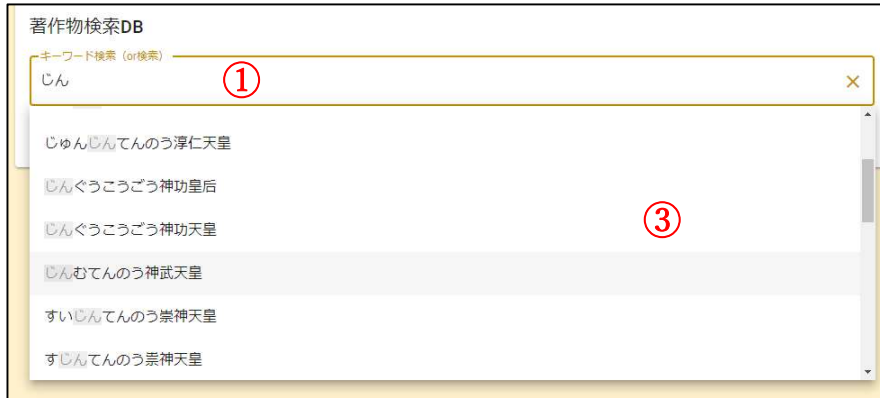 著作物検索DB
キーワード検索（or検索）
じん
①
じゅんじんてんのう淳仁天皇
じんぐうこうごう神功皇后
じんぐうこうごう神功天皇
③
じんむてんのう神武天皇
すいじんてんのう崇神天皇
すじんてんのう祟神天皇